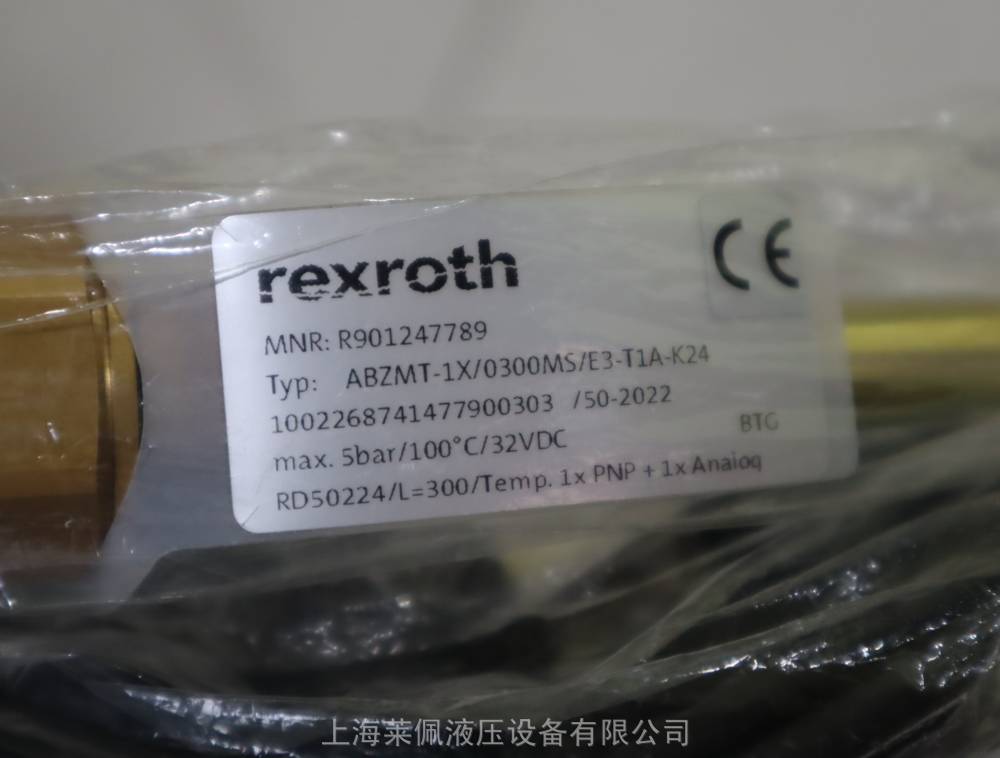 rexroth
CE
MNR: R901247789
Typ: ABZMT-1X/0300MS/E3-T1A-K24
1002268741477900303 /50-2022
BTG
max. 5bar/100°C/32VDC
RD50224/L=300/Temp. 1x PNP + 1x Analog
上海莱佩液压设备有限公司